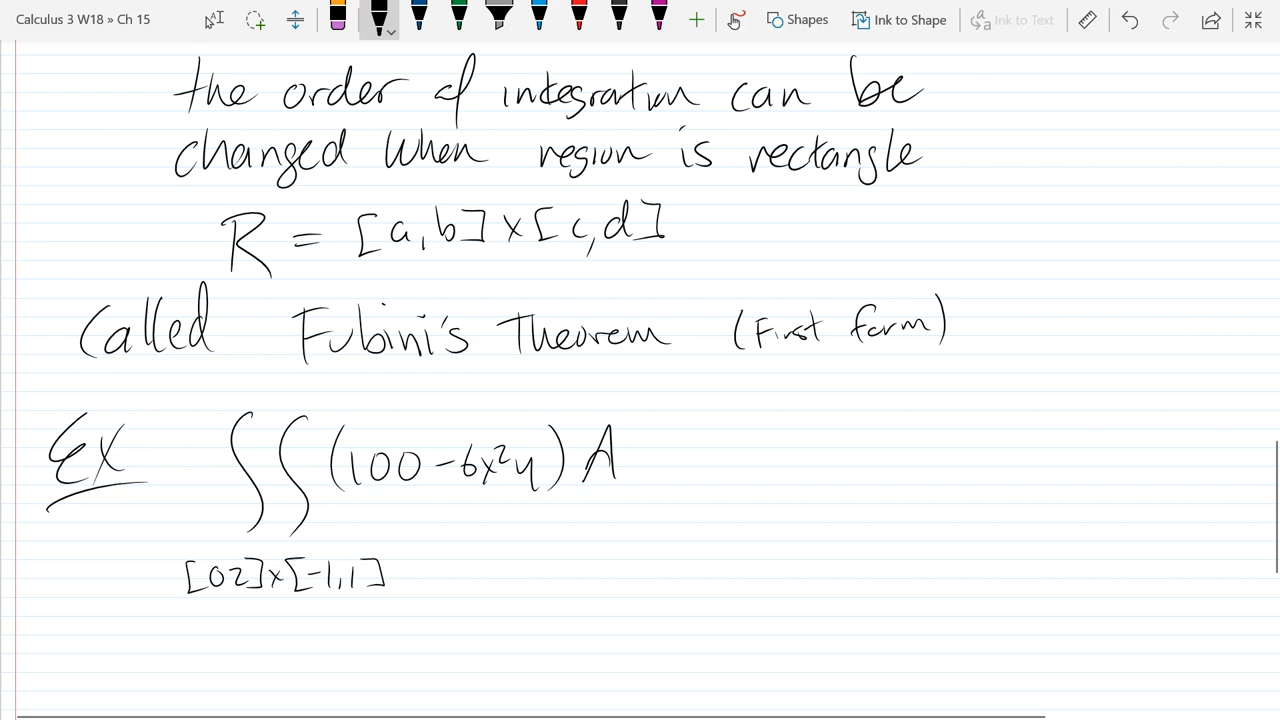 Calculus 3 W18 » Ch 15
Shapes
Ink to Shape
Ink to Text
the order of integration can be
changed when region is rectangle
R = [a,b]×[c,d]
Called Fubini's Theorem (First form)
Ex ∫∫ (100-6x²y) A
[0 2]×[-1,1]